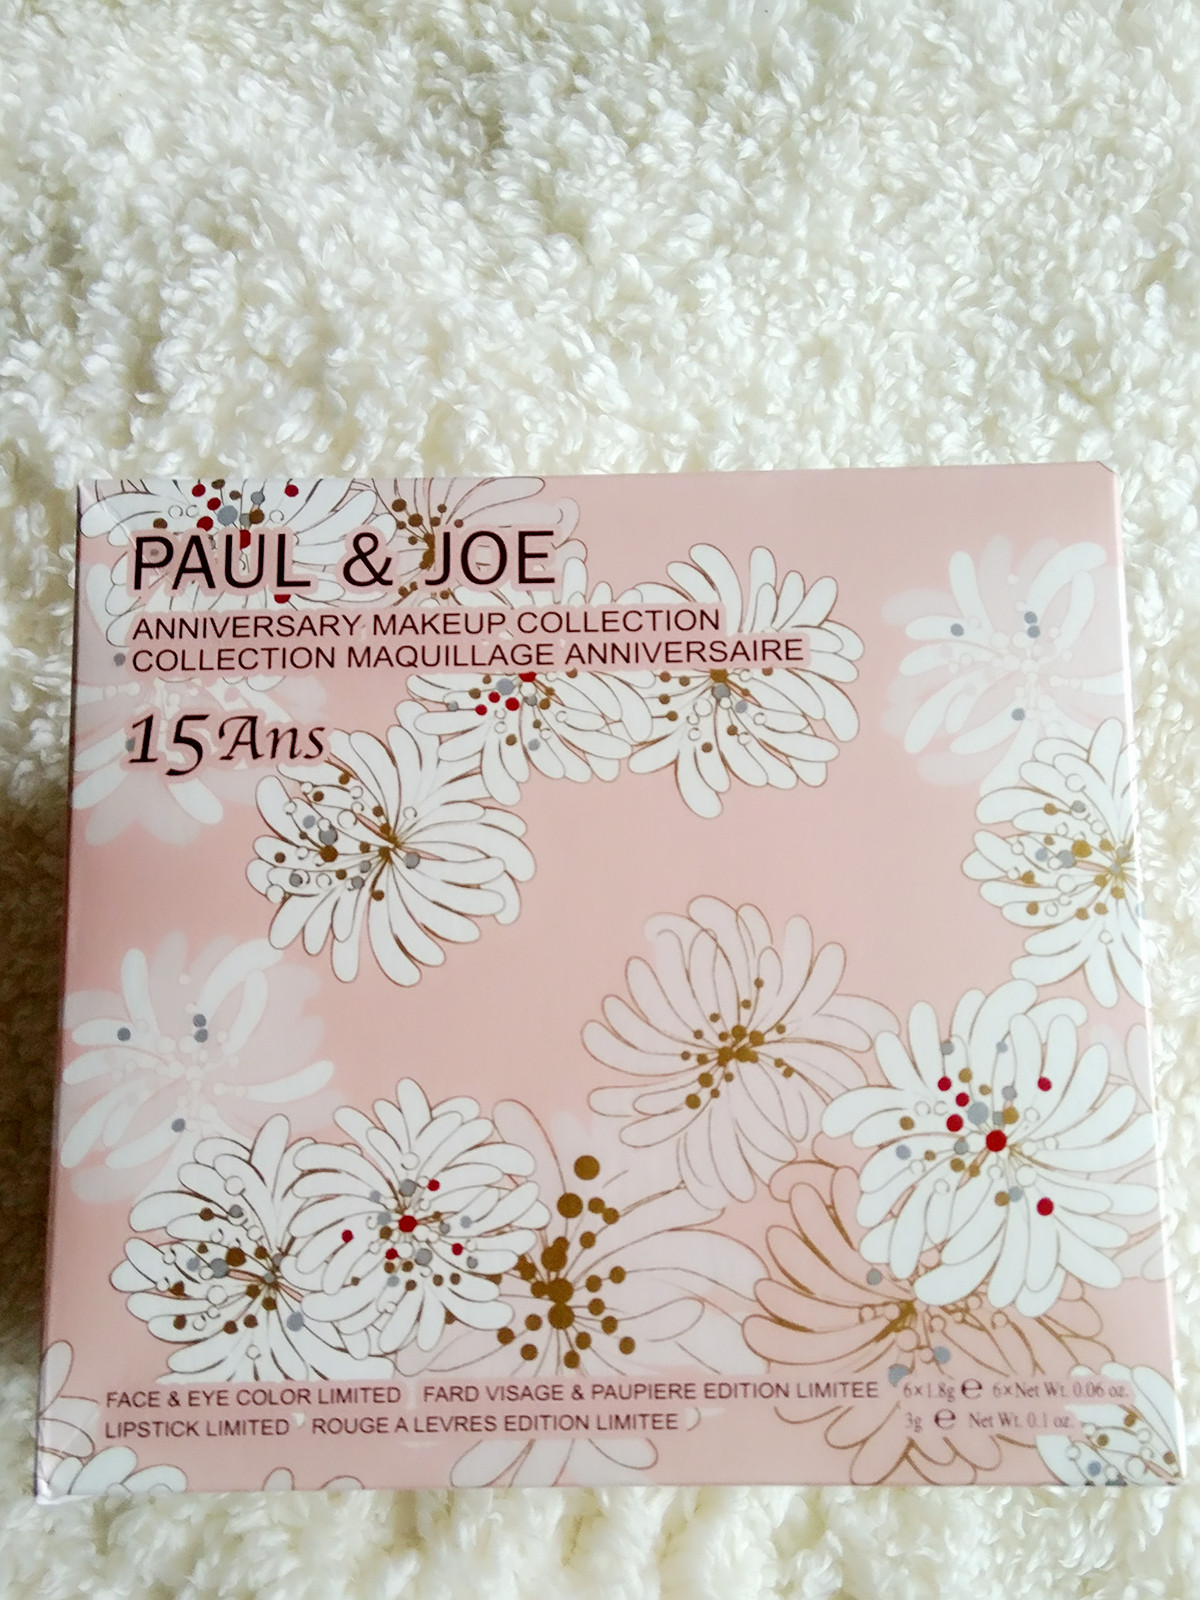 PAUL & JOE
ANNIVERSARY MAKEUP COLLECTION
COLLECTION MAQUILLAGE ANNIVERSAIRE
15 Ans
FACE & EYE COLOR LIMITED FARD VISAGE & PAUPIERE EDITION LIMITEE 6×1.8g ℮ 6×Net Wt. 0.06 oz.
LIPSTICK LIMITED ROUGE A LEVRES EDITION LIMITEE 3g ℮ Net Wt. 0.1 oz.